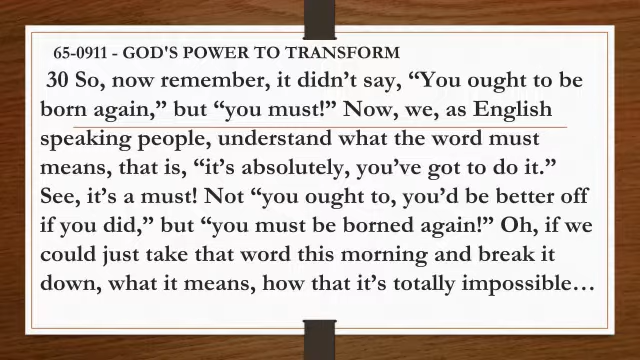 65-0911 - GOD'S POWER TO TRANSFORM
30 So, now remember, it didn’t say, “You ought to be
born again,” but “you must!” Now, we, as English
speaking people, understand what the word must
means, that is, “it’s absolutely, you’ve got to do it.”
See, it’s a must! Not “you ought to, you’d be better off
if you did,” but “you must be borned again!” Oh, if we
could just take that word this morning and break it
down, what it means, how that it’s totally impossible…